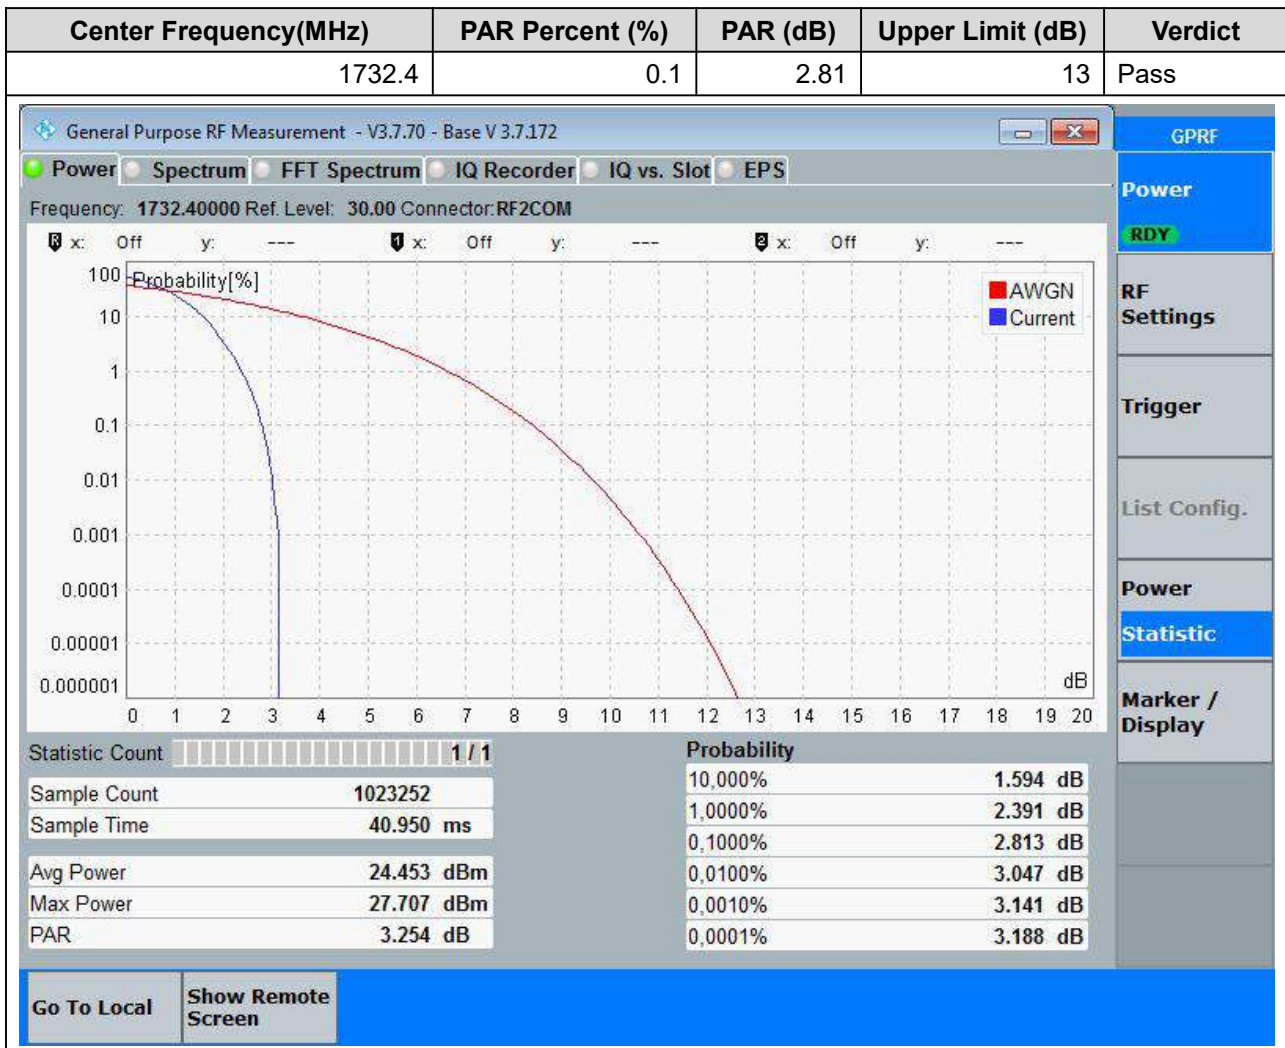 Center Frequency(MHz) PAR Percent (%) PAR (dB) Upper Limit (dB) Verdict
1732.4 0.1 2.81 13 Pass
General Purpose RF Measurement - V3.7.70 - Base V 3.7.172
GPRF
Power Spectrum FFT Spectrum IQ Recorder IQ vs. Slot EPS
Power
RDY
Frequency: 1732.40000 Ref. Level: 30.00 Connector:RF2COM
R x: Off y: --- 1 x: Off y: --- 2 x: Off y: ---
Probability[%]
AWGN
Current
100
10
1
0.1
0.01
0.001
0.0001
0.00001
0.000001
dB
0 1 2 3 4 5 6 7 8 9 10 11 12 13 14 15 16 17 18 19 20
RF
Settings
Trigger
List Config.
Power
Statistic
Marker /
Display
Statistic Count 1 / 1
Sample Count 1023252
Sample Time 40.950 ms
Avg Power 24.453 dBm
Max Power 27.707 dBm
PAR 3.254 dB
Probability
10,000% 1.594 dB
1,0000% 2.391 dB
0,1000% 2.813 dB
0,0100% 3.047 dB
0,0010% 3.141 dB
0,0001% 3.188 dB
Go To Local
Show Remote
Screen